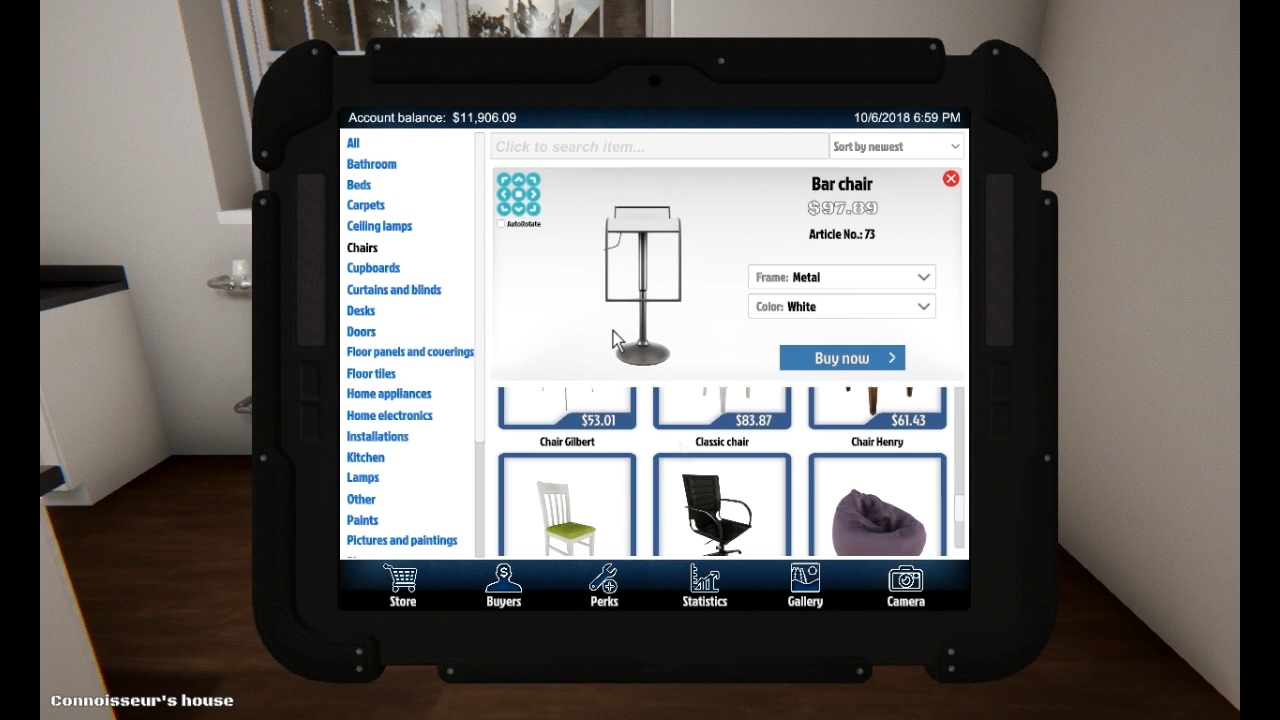 Account balance: $11,906.09
10/6/2018 6:59 PM
All
Bathroom
Beds
Carpets
Ceiling lamps
Chairs
Cupboards
Curtains and blinds
Desks
Doors
Floor panels and coverings
Floor tiles
Home appliances
Home electronics
Installations
Kitchen
Lamps
Other
Paints
Pictures and paintings
Click to search item...
Sort by newest
AutoRotate
Bar chair
$97.89
Article No.: 73
Frame: Metal
Color: White
Buy now
$53.01
$83.87
$61.43
Chair Gilbert
Classic chair
Chair Henry
Store
Buyers
Perks
Statistics
Gallery
Camera
Connoisseur's house